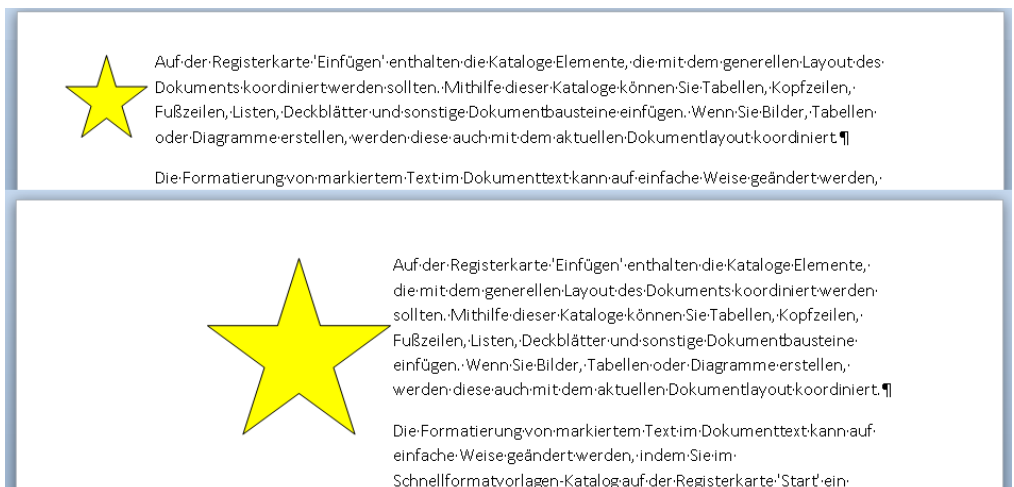 Auf·der·Registerkarte·'Einfügen'·enthalten·die·Kataloge·Elemente,·die·mit·dem·generellen·Layout·des·
Dokuments·koordiniert·werden·sollten.·Mithilfe·dieser·Kataloge·können·Sie·Tabellen,·Kopfzeilen,·
Fußzeilen,·Listen,·Deckblätter·und·sonstige·Dokumentbausteine·einfügen.·Wenn·Sie·Bilder,·Tabellen·
oder·Diagramme·erstellen,·werden·diese·auch·mit·dem·aktuellen·Dokumentlayout·koordiniert.¶
Die·Formatierung·von·markiertem·Text·im·Dokumenttext·kann·auf·einfache·Weise·geändert·werden,·
Auf·der·Registerkarte·'Einfügen'·enthalten·die·Kataloge·Elemente,·
die·mit·dem·generellen·Layout·des·Dokuments·koordiniert·werden·
sollten.·Mithilfe·dieser·Kataloge·können·Sie·Tabellen,·Kopfzeilen,·
Fußzeilen,·Listen,·Deckblätter·und·sonstige·Dokumentbausteine·
einfügen.·Wenn·Sie·Bilder,·Tabellen·oder·Diagramme·erstellen,·
werden·diese·auch·mit·dem·aktuellen·Dokumentlayout·koordiniert.¶
Die·Formatierung·von·markiertem·Text·im·Dokumenttext·kann·auf·
einfache·Weise·geändert·werden,·indem·Sie·im·
Schnellformatvorlagen-Katalog·auf·der·Registerkarte·'Start'·ein·